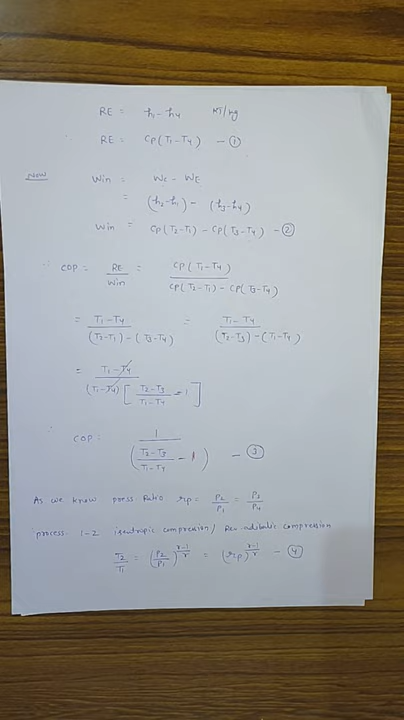 RE = h₁-h₄ KJ/kg
∴ RE = CP(T₁-T₄) -①
Now Win = Wc - WE
= (h₂-h₁) - (h₃-h₄)
Win = CP(T₂-T₁) - CP(T₃-T₄) -②
∵ COP = RE/Win = CP(T₁-T₄)/CP(T₂-T₁) - CP(T₃-T₄)
= T₁-T₄/(T₂-T₁)-(T₃-T₄) = T₁-T₄/(T₂-T₃)-(T₁-T₄)
= T₁-T₄/(T₁-T₄)[T₂-T₃/T₁-T₄ - 1]
∴ COP = 1/(T₂-T₃/T₁-T₄ - 1) -③
As we know press. Ratio rp = P₂/P₁ = P₃/P₄
process 1-2 isentropic compression/ Rev. adibatic compression
T₂/T₁ = (P₂/P₁)^(γ-1/γ) = (rp)^(γ-1/γ) -④